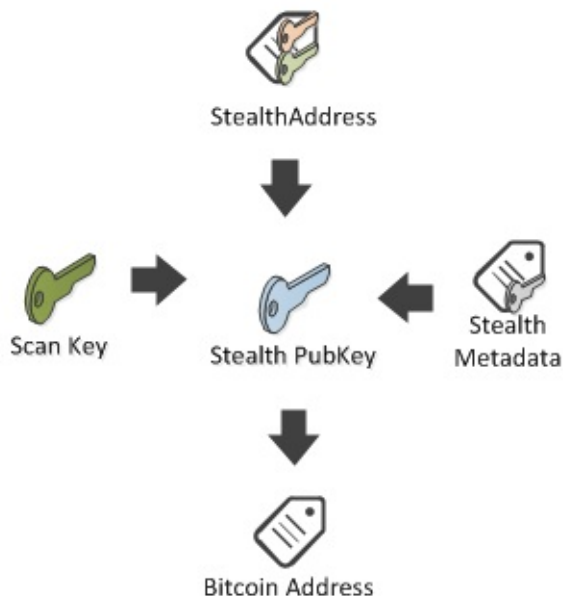 StealthAddress
Scan Key
Stealth PubKey
Stealth
Metadata
Bitcoin Address